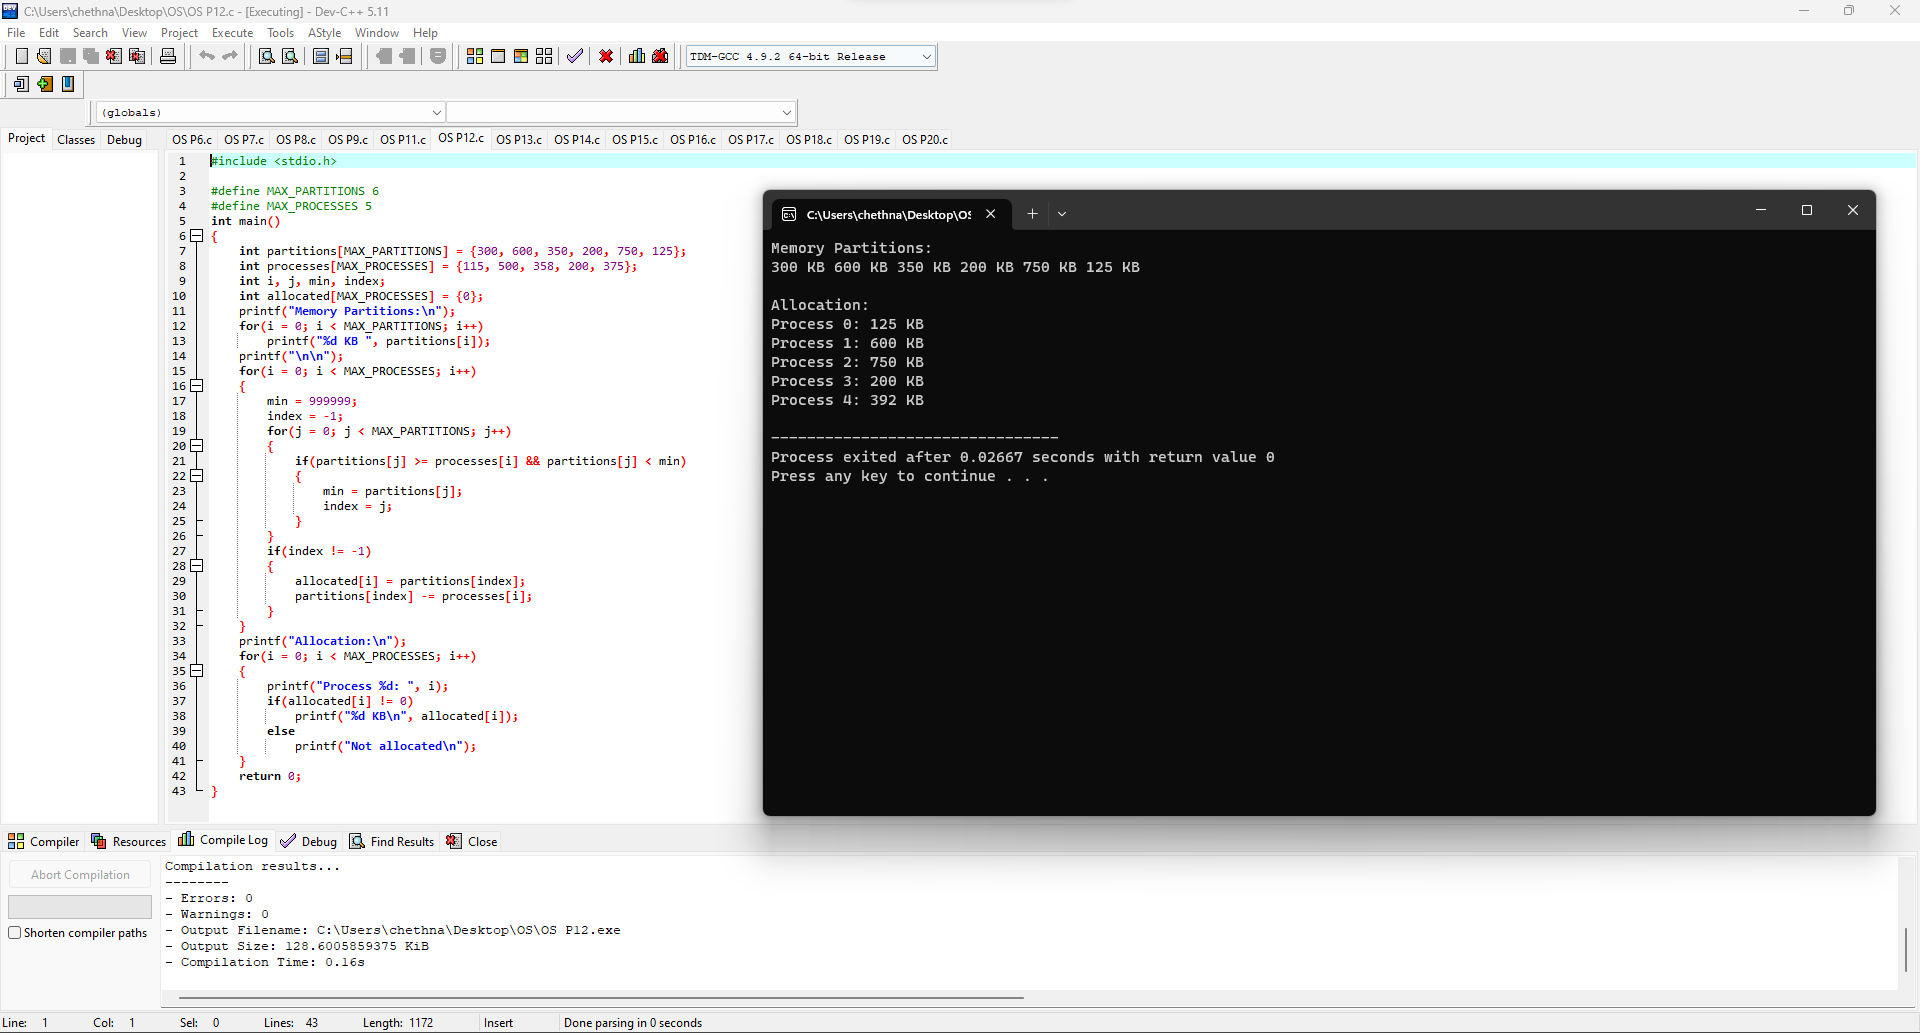 C:\Users\chethna\Desktop\OS\OS P12.c - [Executing] - Dev-C++ 5.11
File Edit Search View Project Execute Tools AStyle Window Help
TDM-GCC 4.9.2 64-bit Release
(globals)
Project Classes Debug
OS P6.c OS P7.c OS P8.c OS P9.c OS P11.c OS P12.c OS P13.c OS P14.c OS P15.c OS P16.c OS P17.c OS P18.c OS P19.c OS P20.c
1 #include <stdio.h>
2
3 #define MAX_PARTITIONS 6
4 #define MAX_PROCESSES 5
5 int main()
6 {
7 int partitions[MAX_PARTITIONS] = {300, 600, 350, 200, 750, 125};
8 int processes[MAX_PROCESSES] = {115, 500, 358, 200, 375};
9 int i, j, min, index;
10 int allocated[MAX_PROCESSES] = {0};
11 printf("Memory Partitions:\n");
12 for(i = 0; i < MAX_PARTITIONS; i++)
13 printf("%d KB ", partitions[i]);
14 printf("\n\n");
15 for(i = 0; i < MAX_PROCESSES; i++)
16 {
17 min = 999999;
18 index = -1;
19 for(j = 0; j < MAX_PARTITIONS; j++)
20 {
21 if(partitions[j] >= processes[i] && partitions[j] < min)
22 {
23 min = partitions[j];
24 index = j;
25 }
26 }
27 if(index != -1)
28 {
29 allocated[i] = partitions[index];
30 partitions[index] -= processes[i];
31 }
32 }
33 printf("Allocation:\n");
34 for(i = 0; i < MAX_PROCESSES; i++)
35 {
36 printf("Process %d: ", i);
37 if(allocated[i] != 0)
38 printf("%d KB\n", allocated[i]);
39 else
40 printf("Not allocated\n");
41 }
42 return 0;
43 }
C:\Users\chethna\Desktop\OS
Memory Partitions:
300 KB 600 KB 350 KB 200 KB 750 KB 125 KB
Allocation:
Process 0: 125 KB
Process 1: 600 KB
Process 2: 750 KB
Process 3: 200 KB
Process 4: 392 KB
--------------------------------
Process exited after 0.02667 seconds with return value 0
Press any key to continue . . .
Compiler Resources Compile Log Debug Find Results Close
Abort Compilation
Shorten compiler paths
Compilation results...
--------
- Errors: 0
- Warnings: 0
- Output Filename: C:\Users\chethna\Desktop\OS\OS P12.exe
- Output Size: 128.6005859375 KiB
- Compilation Time: 0.16s
Line: 1 Col: 1 Sel: 0 Lines: 43 Length: 1172 Insert Done parsing in 0 seconds